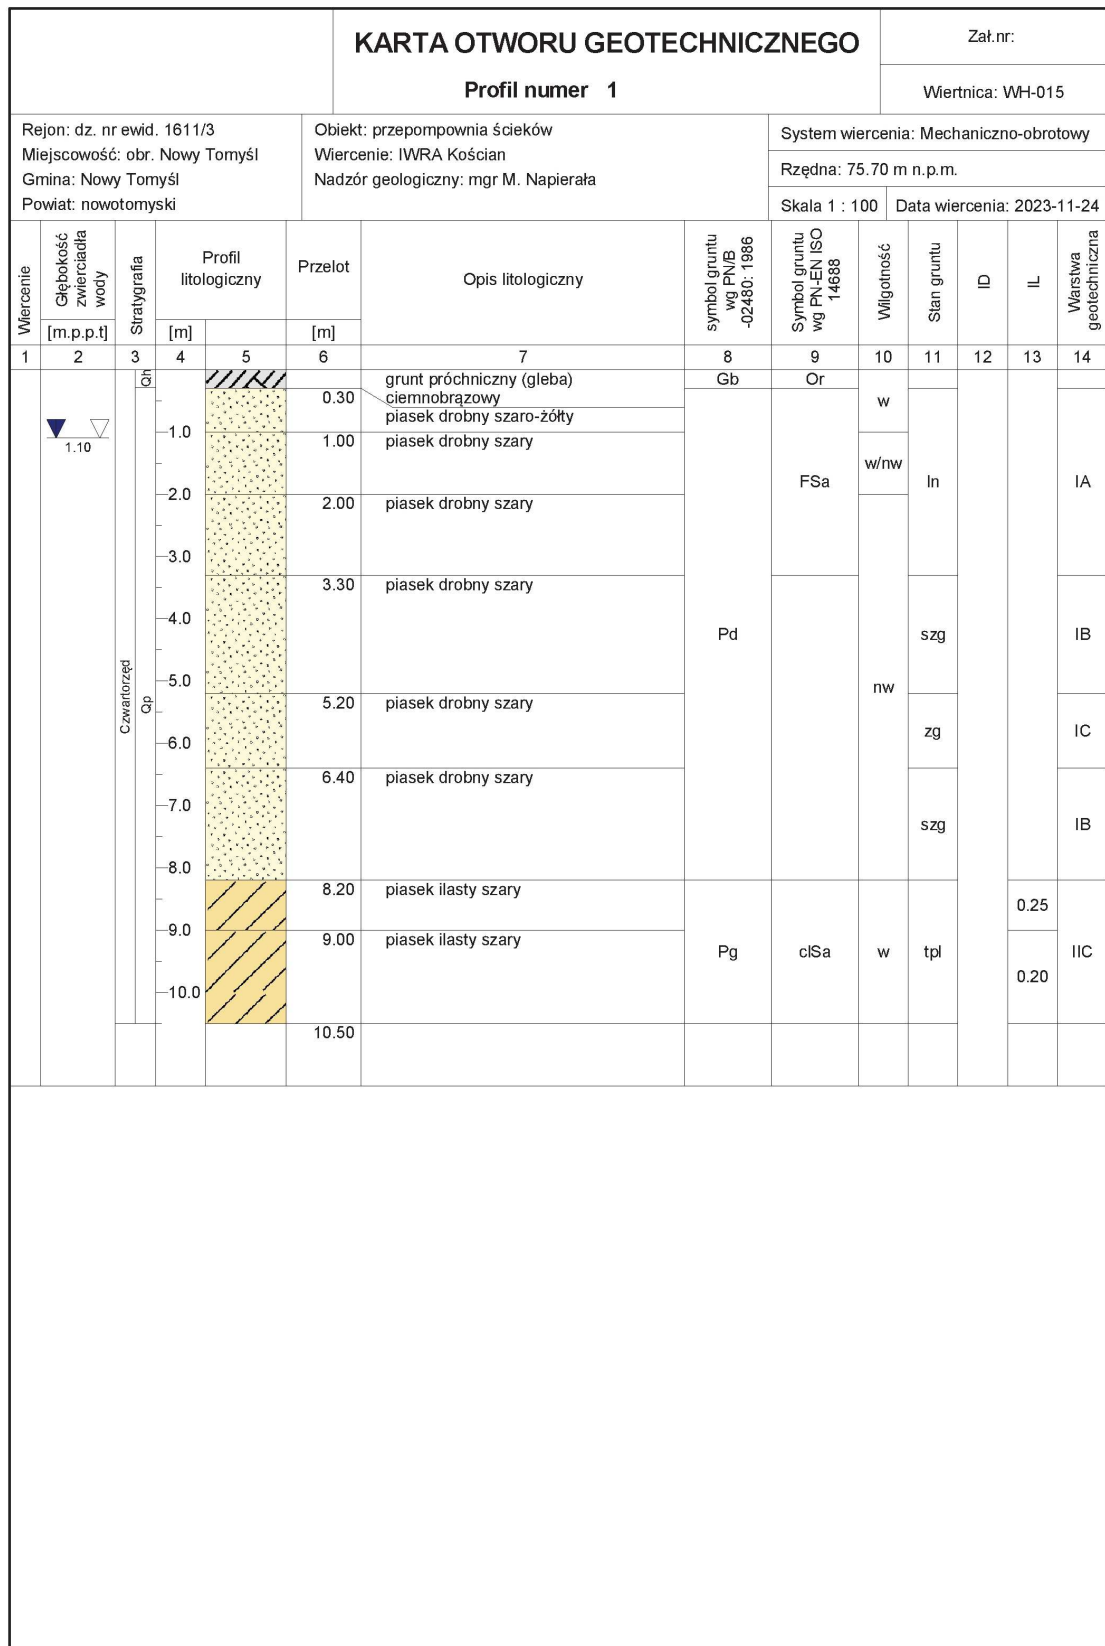 KARTA OTWORU GEOTECHNICZNEGO
Profil numer 1
Zał.nr:
Wiertnica: WH-015
Rejon: dz. nr ewid. 1611/3
Miejscowość: obr. Nowy Tomyśl
Gmina: Nowy Tomyśl
Powiat: nowotomyski
Obiekt: przepompownia ścieków
Wiercenie: IWRA Kościan
Nadzór geologiczny: mgr M. Napierała
System wiercenia: Mechaniczno-obrotowy
Rzędna: 75.70 m n.p.m.
Skala 1 : 100
Data wiercenia: 2023-11-24
Wiercenie
Głębokość
zwierciadła
wody
[m.p.p.t]
Stratygrafia
Profil
litologiczny
[m]
Przelot
[m]
Opis litologiczny
symbol gruntu
wg PN/B
-02480: 1986
Symbol gruntu
wg PN-EN ISO
14688
Wilgotność
Stan gruntu
ID
IL
Warstwa
geotechniczna
1 2 3 4 5 6 7 8 9 10 11 12 13 14
Qh
grunt próchniczny (gleba)
ciemnobrązowy
Gb
Or
w
0.30
piasek drobny szaro-żółty
1.10
1.0
1.00
piasek drobny szary
w/nw
FSa
ln
IA
2.0
2.00
piasek drobny szary
3.0
3.30
piasek drobny szary
4.0
Pd
szg
IB
5.0
Czwartorzęd
Qp
nw
5.20
piasek drobny szary
zg
IC
6.0
6.40
piasek drobny szary
7.0
szg
IB
8.0
8.20
piasek ilasty szary
0.25
9.0
9.00
piasek ilasty szary
Pg
clSa
w
tpl
IIC
0.20
10.0
10.50